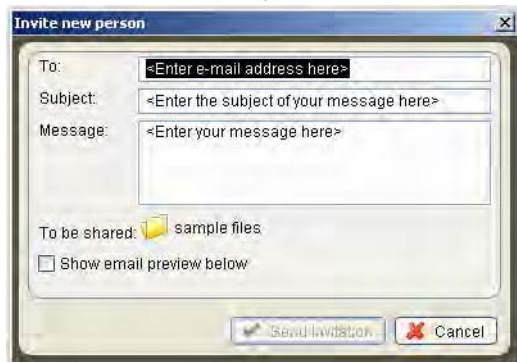 Invite new person
To: <Enter e-mail address here>
Subject: <Enter the subject of your message here>
Message: <Enter your message here>
To be shared: sample files
Show email preview below
Send Invitation Cancel